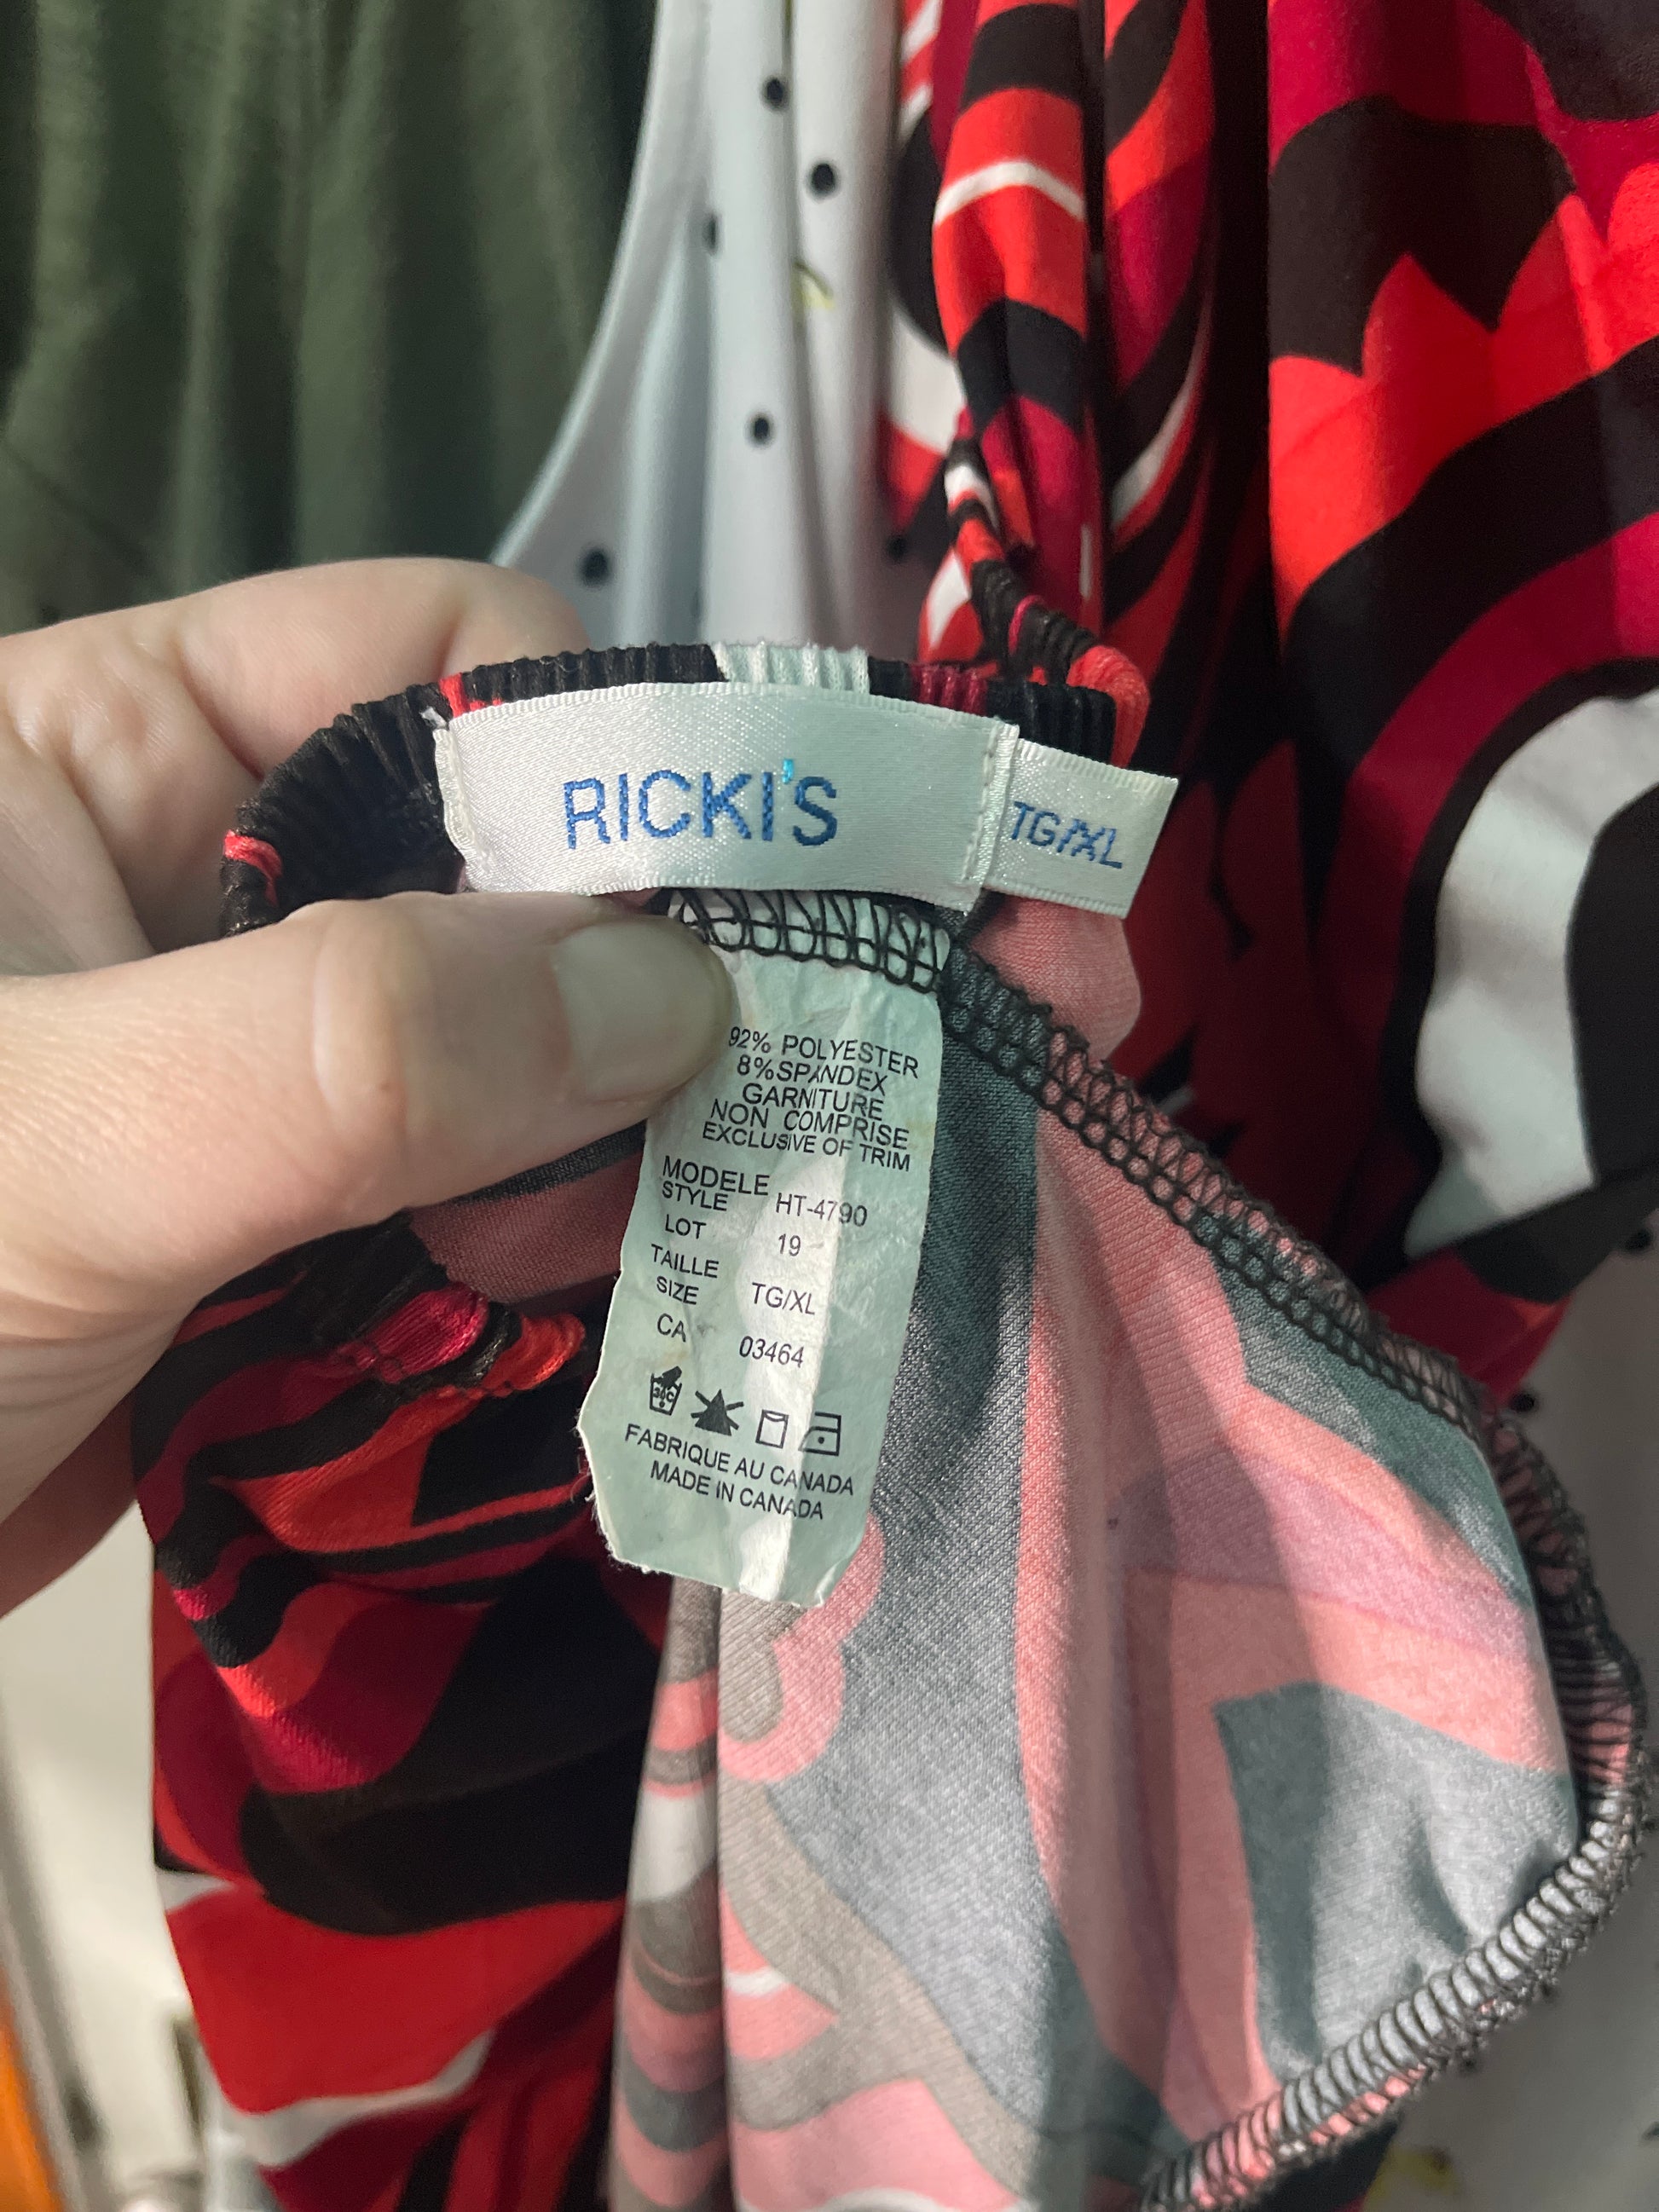 RICKI'S
TG/XL
92% POLYESTER
8%SPANDEX
GARNITURE
NON COMPRISE
EXCLUSIVE OF TRIM
MODELE
STYLE HT-4790
LOT 19
TAILLE
SIZE TG/XL
CA 03464
30C
FABRIQUE AU CANADA
MADE IN CANADA